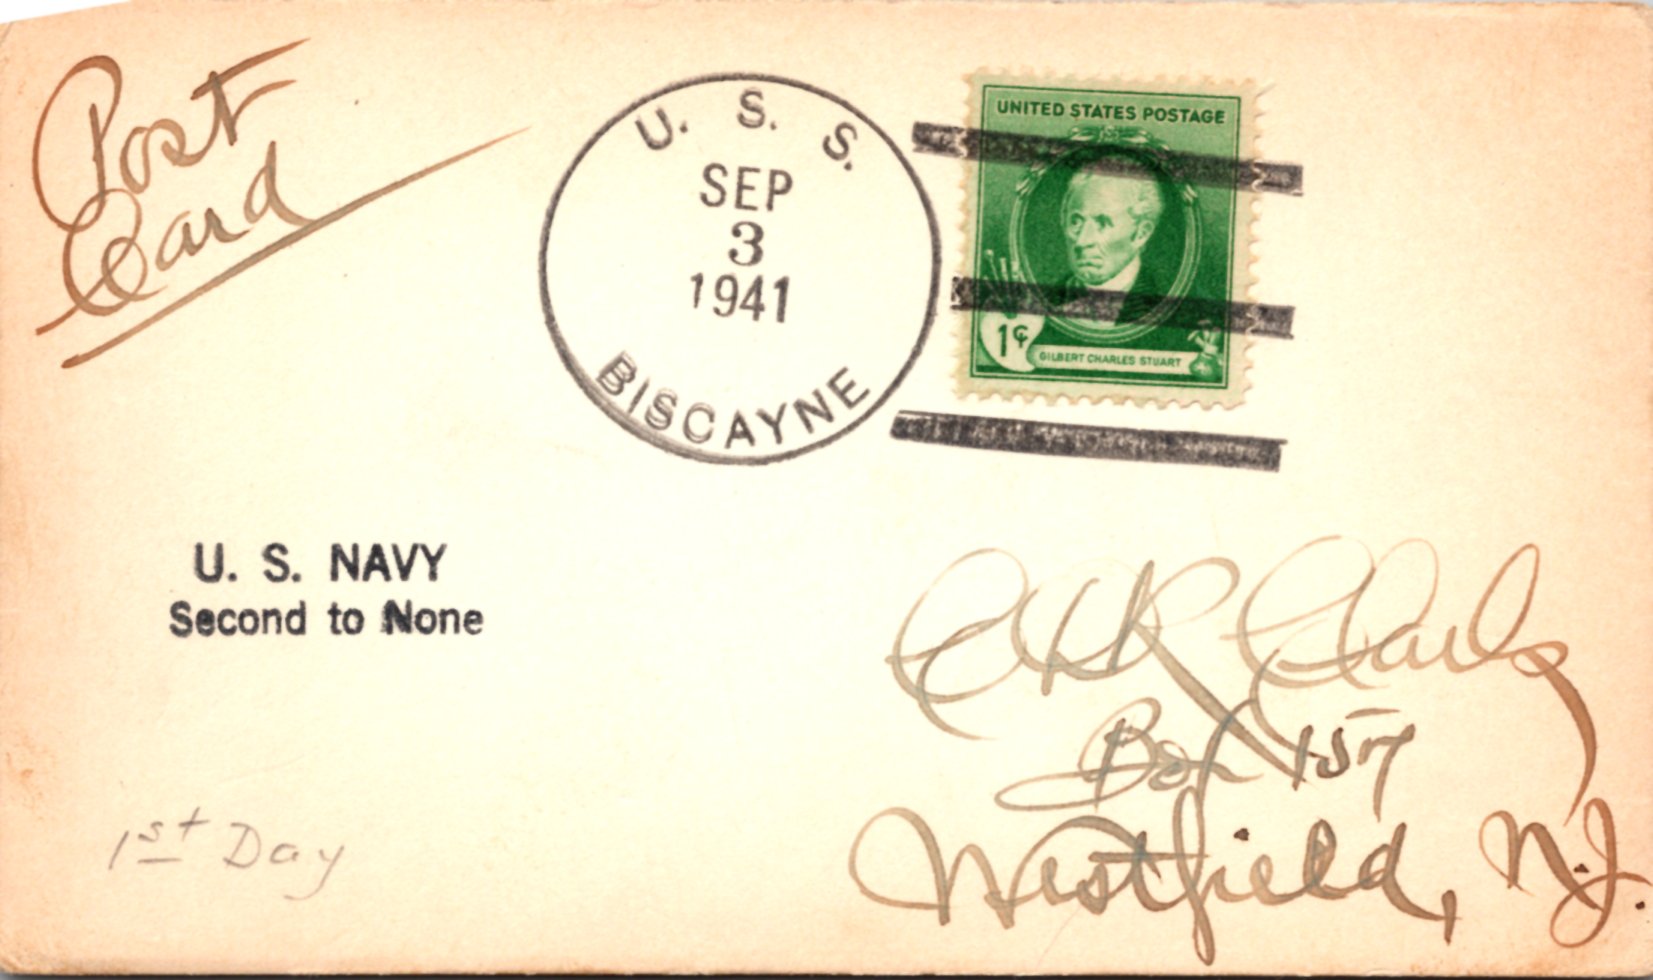 Post
Card
U. S. S.
SEP
3
1941
BISCAYNE
UNITED STATES POSTAGE
1¢
GILBERT CHARLES STUART
U. S. NAVY
Second to None
Box 157
Westfield, N.J.
1st Day